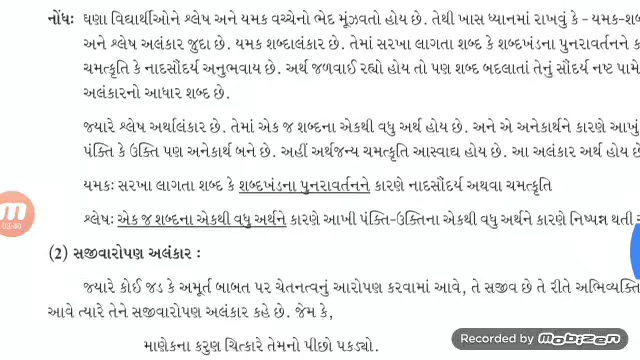 નોંધઃ ઘણા વિદ્યાર્થીઓને શ્લેષ અને યમક વચ્ચેનો ભેદ મૂંઝવતો હોય છે. તેથી ખાસ ધ્યાનમાં રાખવું કે - યમક-શબ
અને શ્લેષ અલંકાર જુદા છે. યમક શબ્દાલંકાર છે. તેમાં સરખા લાગતા શબ્દ કે શબ્દખંડના પુનરાવર્તનને ક
ચમત્કૃતિ કે નાદસૌંદર્ય અનુભવાય છે. અર્થ જળવાઈ રહ્યો હોય તો પણ શબ્દ બદલાતાં તેનું સૌંદર્ય નષ્ટ પામે
અલંકારનો આધાર શબ્દ છે.
જ્યારે શ્લેષ અર્થાલંકાર છે. તેમાં એક જ શબ્દના એકથી વધુ અર્થ હોય છે. અને એ અનેકાર્થને કારણે આખું
પંક્તિ કે ઉક્તિ પણ અનેકાર્થ બને છે. અહીં અર્થજન્ય ચમત્કૃતિ આસ્વાદ્ય હોય છે. આ અલંકાર અર્થ હોય છ
યમકઃ સરખા લાગતા શબ્દ કે શબ્દખંડના પુનરાવર્તનને કારણે નાદસૌંદર્ય અથવા ચમત્કૃતિ
શ્લેષઃ એક જ શબ્દના એકથી વધુ અર્થને કારણે આખી પંક્તિ-ઉક્તિના એકથી વધુ અર્થને કારણે નિષ્પન્ન થતી
(2) સજીવારોપણ અલંકાર :
જ્યારે કોઈ જડ કે અમૂર્ત બાબત પર ચેતનત્વનું આરોપણ કરવામાં આવે, તે સજીવ છે તે રીતે અભિવ્યક્તિ
આવે ત્યારે તેને સજીવારોપણ અલંકાર કહે છે. જેમ કે,
માણેકના કરુણ ચિત્કારે તેમનો પીછો પકડ્યો.
Recorded by MOBIZEN